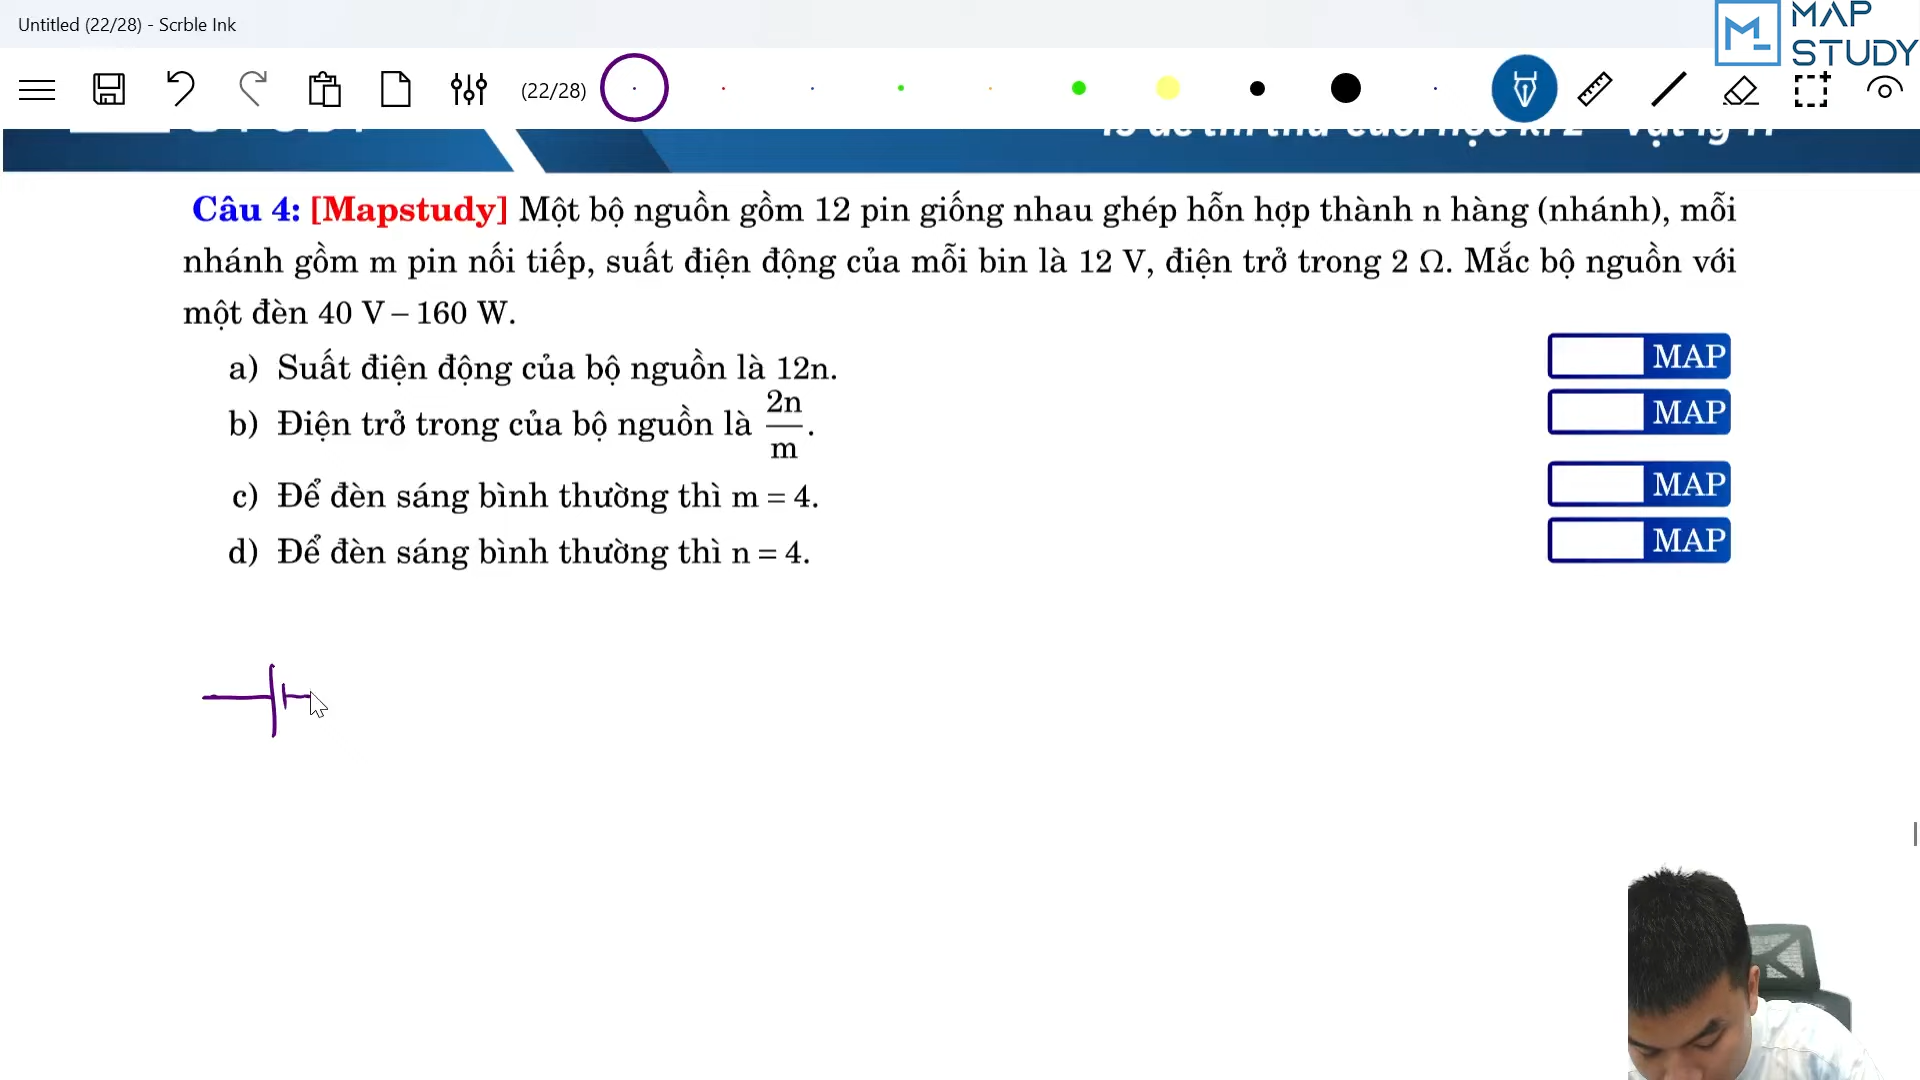 Untitled (22/28) - Scrble Ink
MAP
STUDY
(22/28)
Câu 4: [Mapstudy] Một bộ nguồn gồm 12 pin giống nhau ghép hỗn hợp thành n hàng (nhánh), mỗi
nhánh gồm m pin nối tiếp, suất điện động của mỗi bin là 12 V, điện trở trong 2 Ω. Mắc bộ nguồn với
một đèn 40 V – 160 W.
a) Suất điện động của bộ nguồn là 12n.
MAP
b) Điện trở trong của bộ nguồn là 2n/m.
MAP
c) Để đèn sáng bình thường thì m = 4.
MAP
d) Để đèn sáng bình thường thì n = 4.
MAP